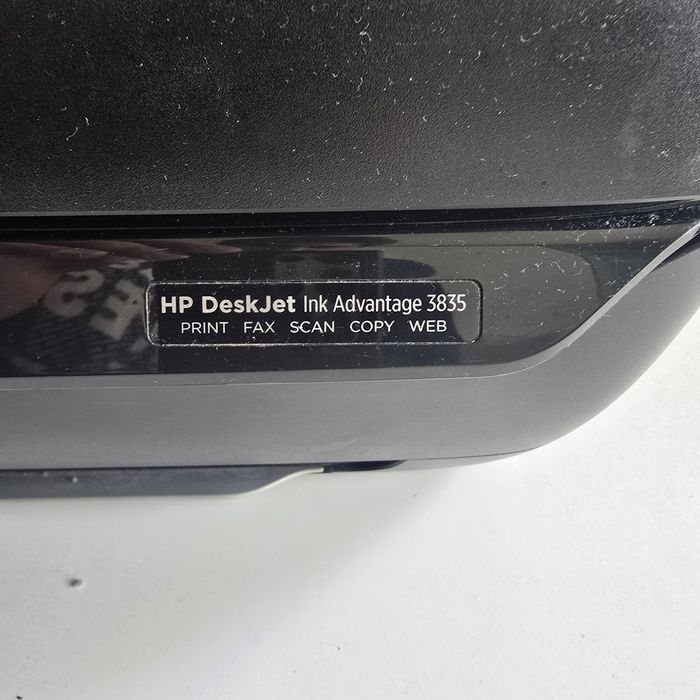 HP DeskJet Ink Advantage 3835
PRINT FAX SCAN COPY WEB